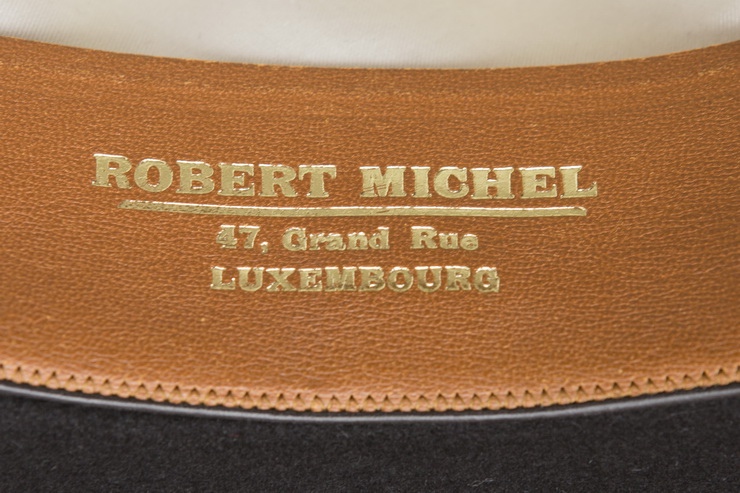 ROBERT MICHEL
47, Grand Rue
LUXEMBOURG